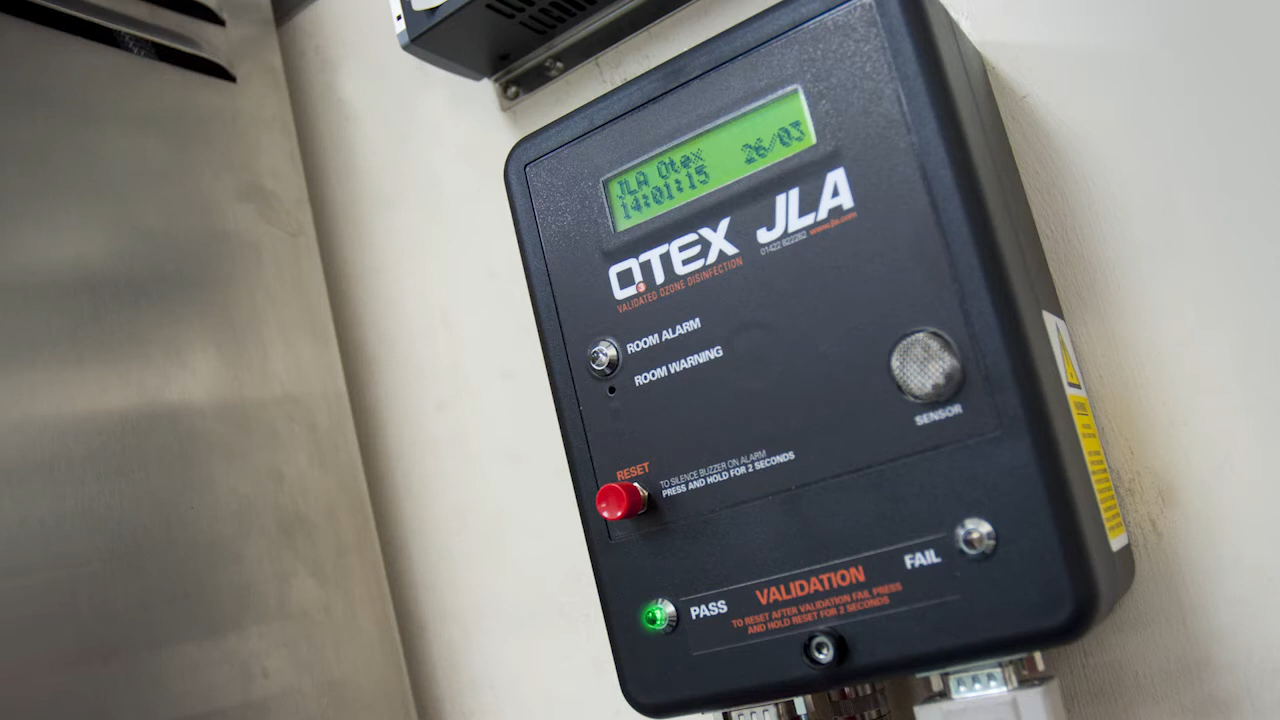 JLA Otex 26/03
14:01:15
OTEX JLA
3
01422 822282 www.jla.com
VALIDATED OZONE DISINFECTION
ROOM ALARM
ROOM WARNING
SENSOR
RESET
TO SILENCE BUZZER ON ALARM
PRESS AND HOLD FOR 2 SECONDS
FAIL
PASS
VALIDATION
TO RESET AFTER VALIDATION FAIL PRESS
AND HOLD RESET FOR 2 SECONDS